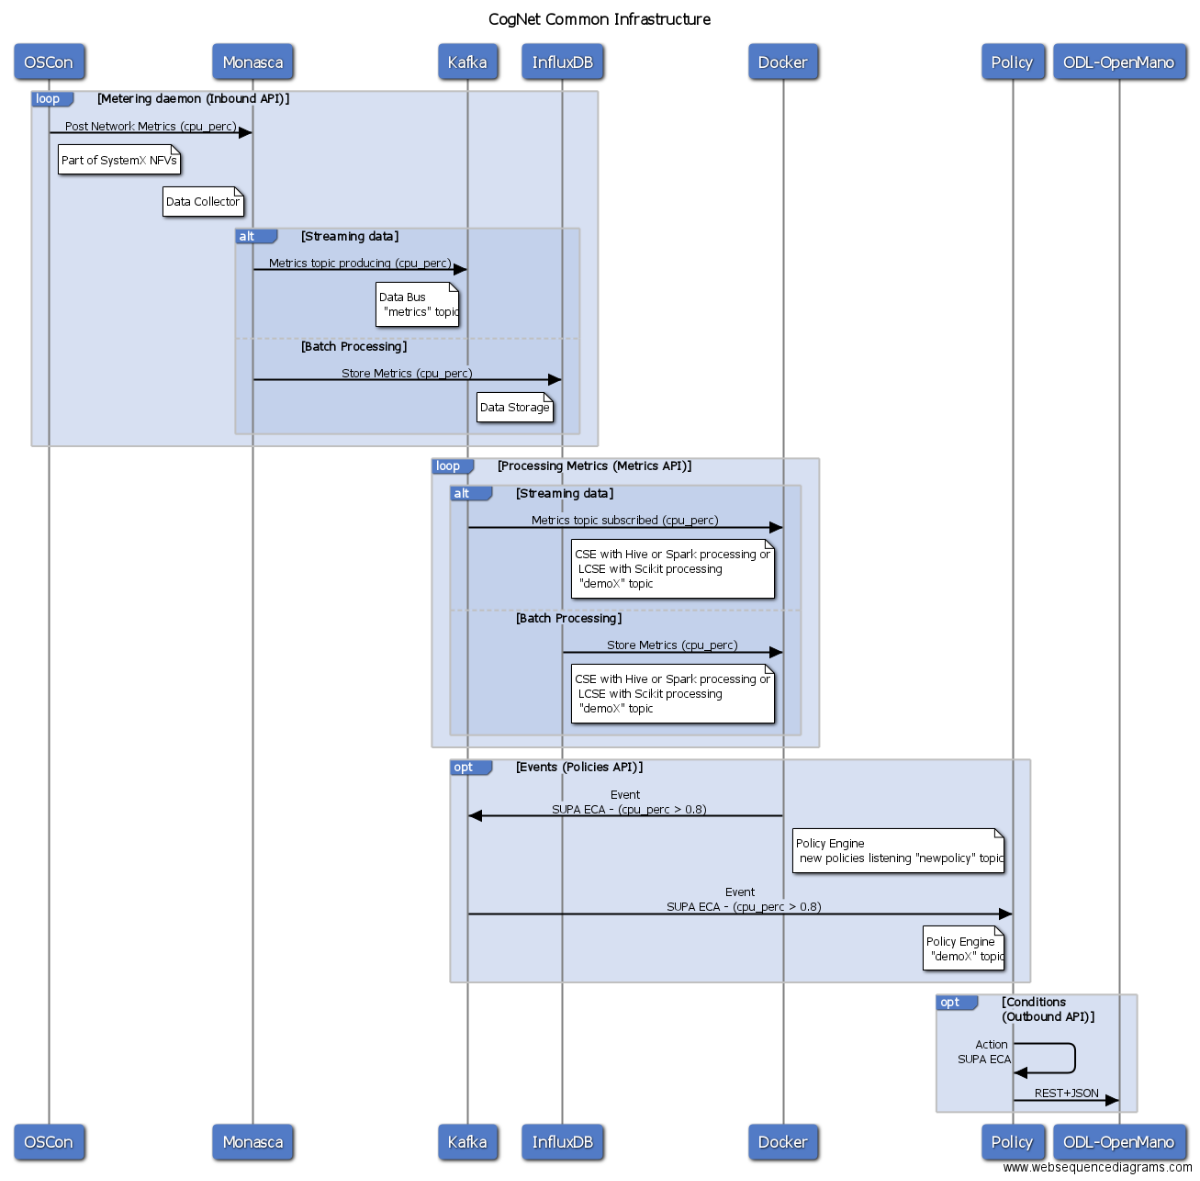 CogNet Common Infrastructure
OSCon Monasca Kafka InfluxDB Docker Policy ODL-OpenMano
loop [Metering daemon (Inbound API)]
Post Network Metrics (cpu_perc)
Part of SystemX NFVs
Data Collector
alt [Streaming data]
Metrics topic producing (cpu_perc)
Data Bus
"metrics" topic
[Batch Processing]
Store Metrics (cpu_perc)
Data Storage
loop [Processing Metrics (Metrics API)]
alt [Streaming data]
Metrics topic subscribed (cpu_perc)
CSE with Hive or Spark processing or
LCSE with Scikit processing
"demoX" topic
[Batch Processing]
Store Metrics (cpu_perc)
CSE with Hive or Spark processing or
LCSE with Scikit processing
"demoX" topic
opt [Events (Policies API)]
Event
SUPA ECA - (cpu_perc > 0.8)
Policy Engine
new policies listening "newpolicy" topic
Event
SUPA ECA - (cpu_perc > 0.8)
Policy Engine
"demoX" topic
opt [Conditions
(Outbound API)]
Action
SUPA ECA
REST+JSON
OSCon Monasca Kafka InfluxDB Docker Policy ODL-OpenMano
www.websequencediagrams.com